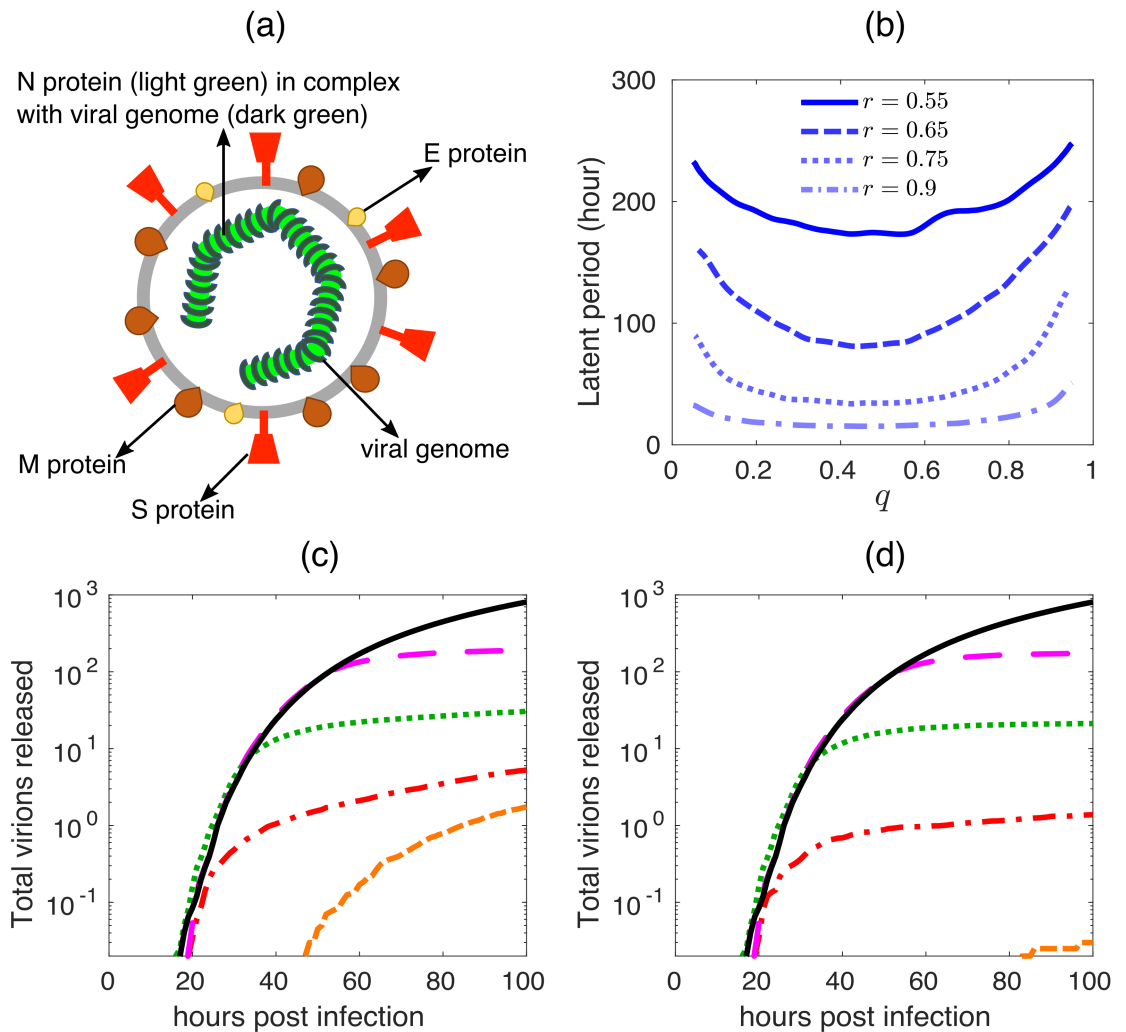 (a)
N protein (light green) in complex
with viral genome (dark green)
E protein
M protein
S protein
viral genome
(b)
300
200
100
0
Latent period (hour)
r = 0.55
r = 0.65
r = 0.75
r = 0.9
0.2
0.4
0.6
0.8
1
q
(c)
10^3
10^2
10^1
10^0
10^-1
Total virions released
0
20
40
60
80
100
hours post infection
(d)
10^3
10^2
10^1
10^0
10^-1
Total virions released
0
20
40
60
80
100
hours post infection